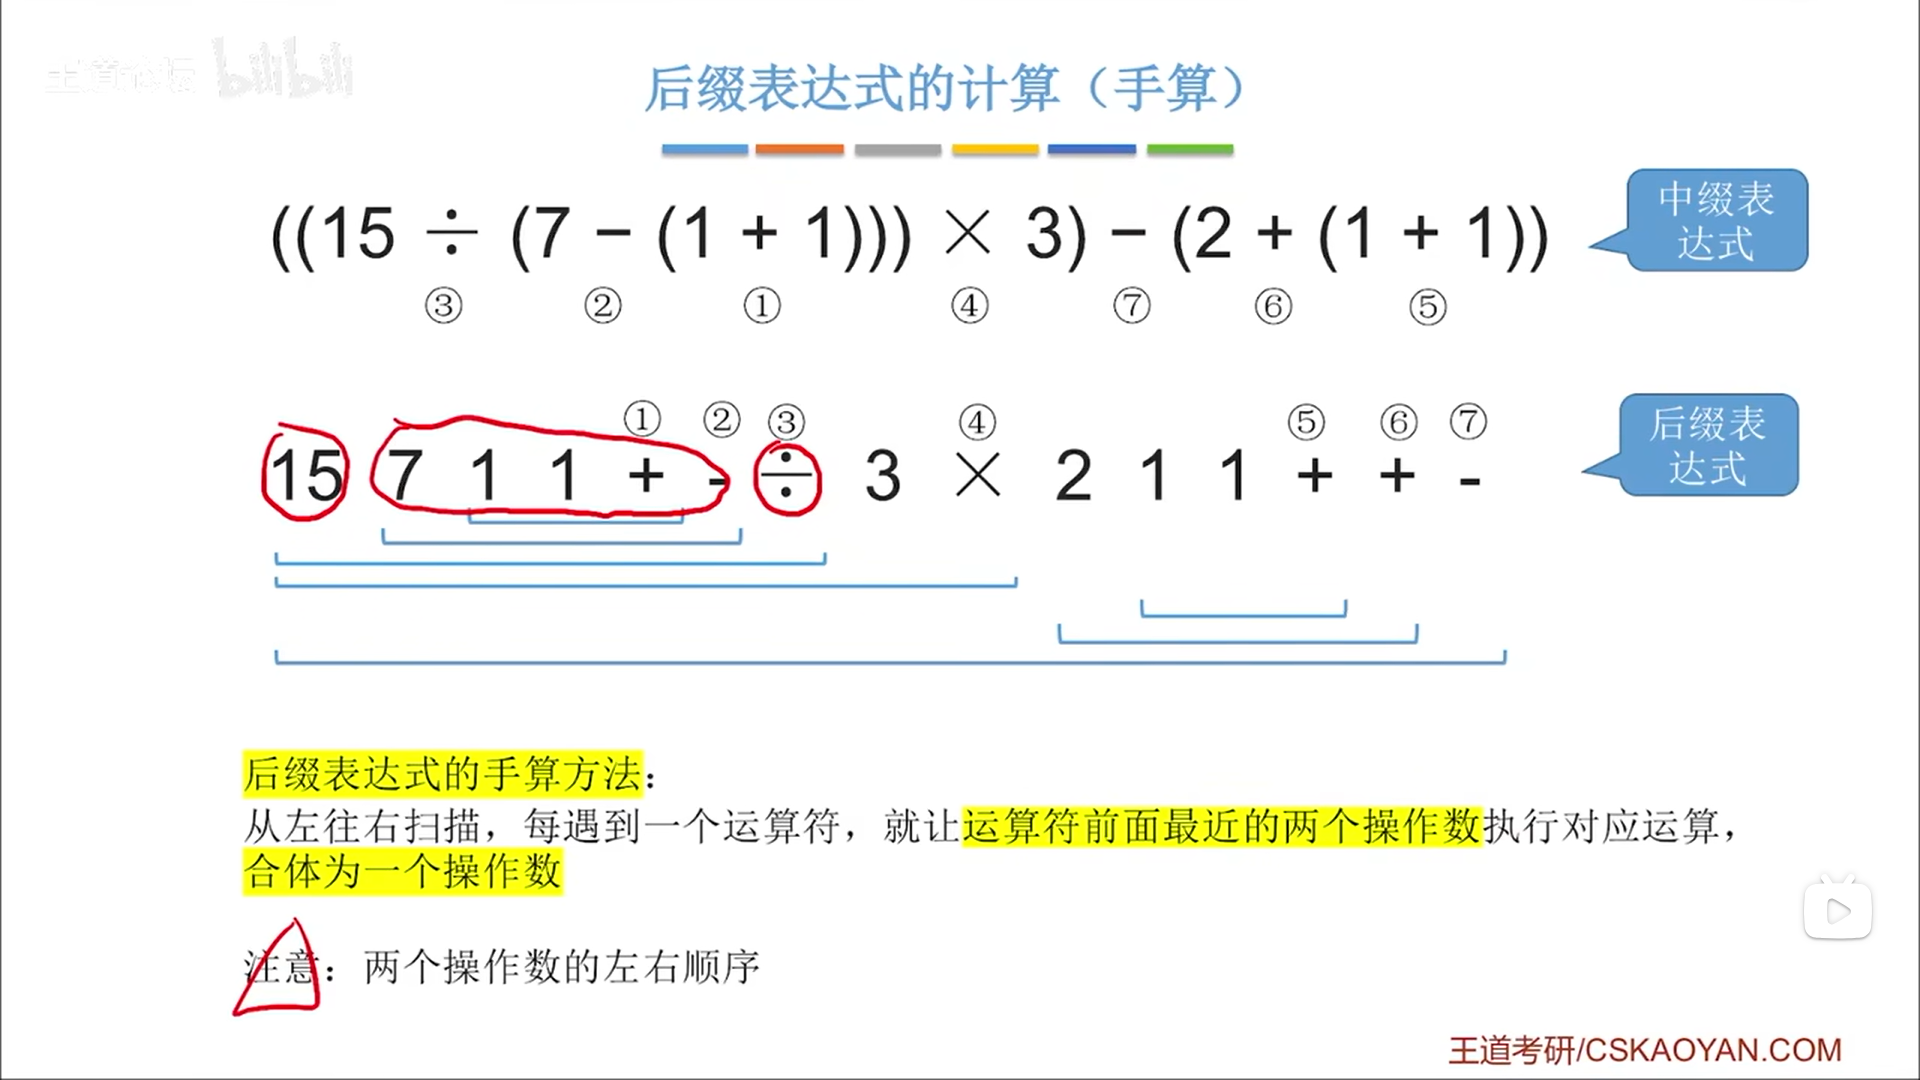 王道论坛 bilibili
后缀表达式的计算（手算）
((15 ÷ (7 − (1 + 1))) × 3) − (2 + (1 + 1))
中缀表
达式
③ ② ① ④ ⑦ ⑥ ⑤
① ② ③ ④ ⑤ ⑥ ⑦
15 7 1 1 + - ÷ 3 × 2 1 1 + + -
后缀表
达式
后缀表达式的手算方法：
从左往右扫描，每遇到一个运算符，就让运算符前面最近的两个操作数执行对应运算，
合体为一个操作数
注意：两个操作数的左右顺序
王道考研/CSKAOYAN.COM